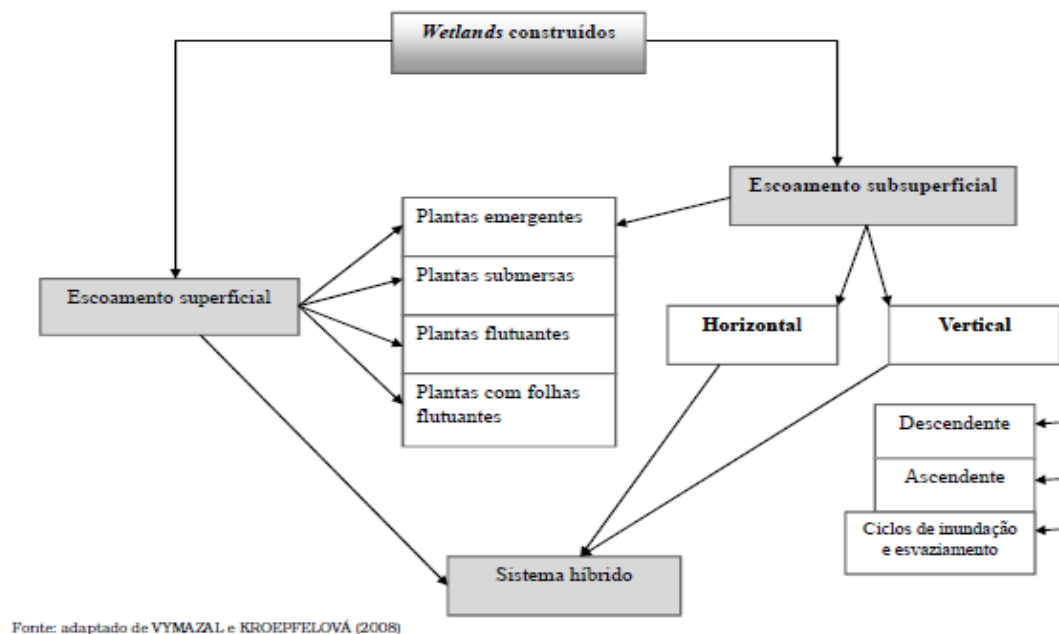 Wetlands construídos
Escoamento subsuperficial
Plantas emergentes
Plantas submersas
Escoamento superficial
Plantas flutuantes
Horizontal
Vertical
Plantas com folhas
flutuantes
Descendente
Ascendente
Ciclos de inundação
e esvaziamento
Sistema híbrido
Fonte: adaptado de VYMAZAL e KROEPFELOVÁ (2008)